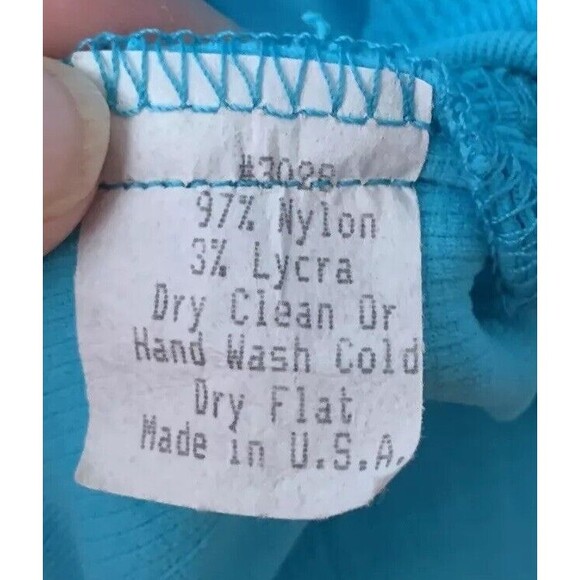 #3028
97% Nylon
3% Lycra
Dry Clean Or
Hand Wash Cold
Dry Flat
Made in U.S.A.